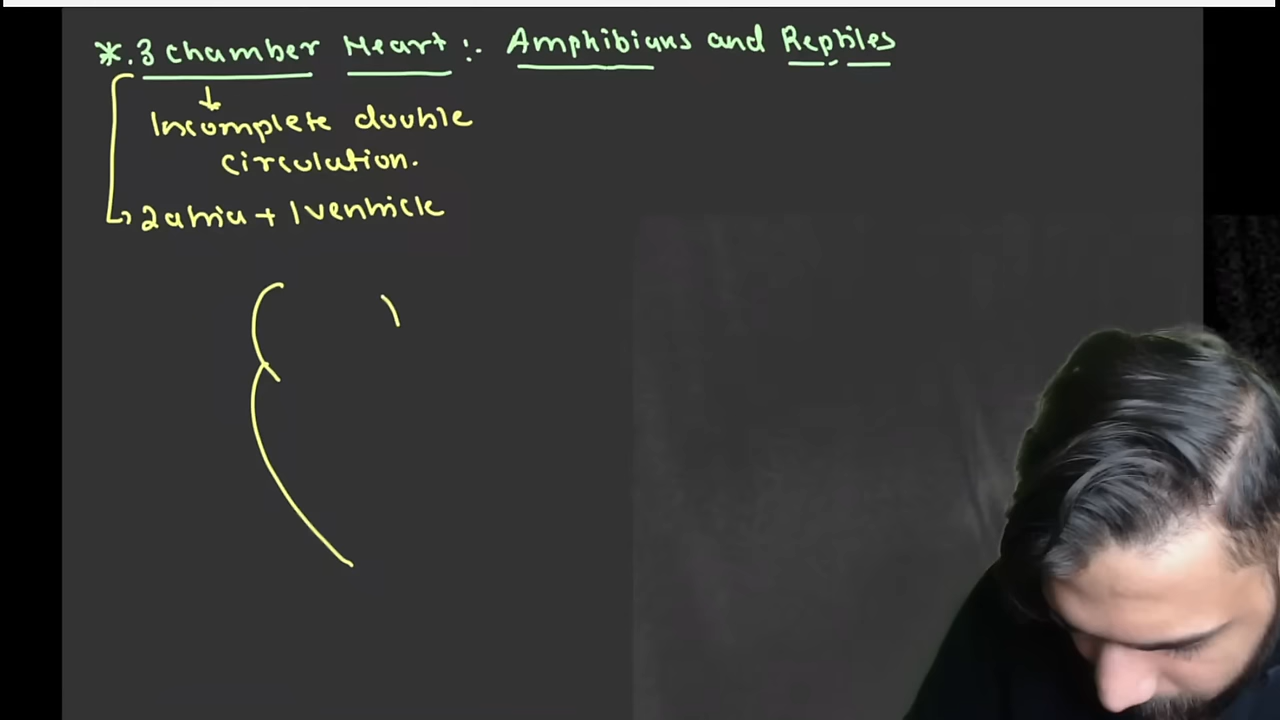 *. 3 chamber Heart :- Amphibians and Reptiles
↓
Incomplete double
circulation.
→ 2 atria + 1 ventricle